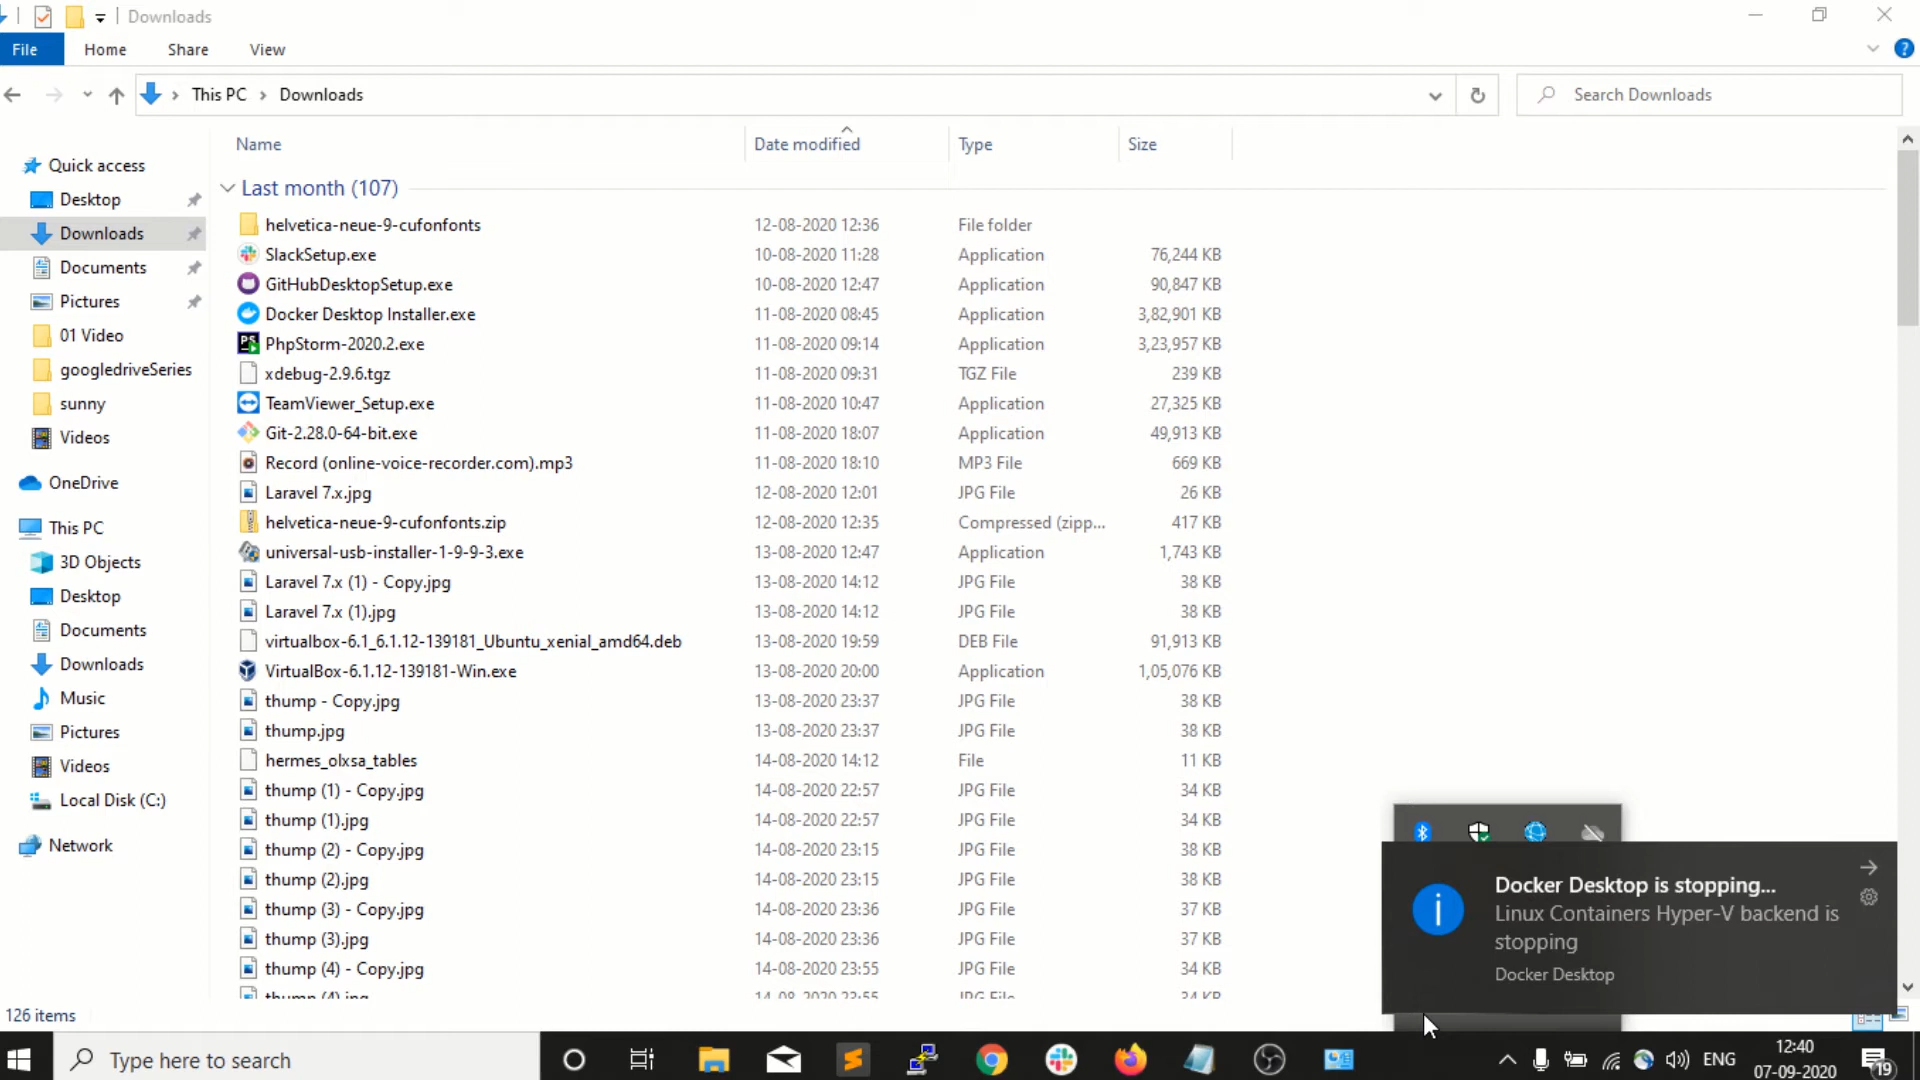 Downloads
File Home Share View
This PC > Downloads
Search Downloads
Name Date modified Type Size
Quick access
Desktop
Downloads
Documents
Pictures
01 Video
googledriveSeries
sunny
Videos
OneDrive
This PC
3D Objects
Desktop
Documents
Downloads
Music
Pictures
Videos
Local Disk (C:)
Network
Last month (107)
helvetica-neue-9-cufonfonts 12-08-2020 12:36 File folder
SlackSetup.exe 10-08-2020 11:28 Application 76,244 KB
GitHubDesktopSetup.exe 10-08-2020 12:47 Application 90,847 KB
Docker Desktop Installer.exe 11-08-2020 08:45 Application 3,82,901 KB
PhpStorm-2020.2.exe 11-08-2020 09:14 Application 3,23,957 KB
xdebug-2.9.6.tgz 11-08-2020 09:31 TGZ File 239 KB
TeamViewer_Setup.exe 11-08-2020 10:47 Application 27,325 KB
Git-2.28.0-64-bit.exe 11-08-2020 18:07 Application 49,913 KB
Record (online-voice-recorder.com).mp3 11-08-2020 18:10 MP3 File 669 KB
Laravel 7.x.jpg 12-08-2020 12:01 JPG File 26 KB
helvetica-neue-9-cufonfonts.zip 12-08-2020 12:35 Compressed (zipp... 417 KB
universal-usb-installer-1-9-9-3.exe 13-08-2020 12:47 Application 1,743 KB
Laravel 7.x (1) - Copy.jpg 13-08-2020 14:12 JPG File 38 KB
Laravel 7.x (1).jpg 13-08-2020 14:12 JPG File 38 KB
virtualbox-6.1_6.1.12-139181_Ubuntu_xenial_amd64.deb 13-08-2020 19:59 DEB File 91,913 KB
VirtualBox-6.1.12-139181-Win.exe 13-08-2020 20:00 Application 1,05,076 KB
thump - Copy.jpg 13-08-2020 23:37 JPG File 38 KB
thump.jpg 13-08-2020 23:37 JPG File 38 KB
hermes_olxsa_tables 14-08-2020 14:12 File 11 KB
thump (1) - Copy.jpg 14-08-2020 22:57 JPG File 34 KB
thump (1).jpg 14-08-2020 22:57 JPG File 34 KB
thump (2) - Copy.jpg 14-08-2020 23:15 JPG File 38 KB
thump (2).jpg 14-08-2020 23:15 JPG File 38 KB
thump (3) - Copy.jpg 14-08-2020 23:36 JPG File 37 KB
thump (3).jpg 14-08-2020 23:36 JPG File 37 KB
thump (4) - Copy.jpg 14-08-2020 23:55 JPG File 34 KB
thump (4).jpg 14-08-2020 23:55 JPG File 34 KB
Docker Desktop is stopping...
Linux Containers Hyper-V backend is
stopping
Docker Desktop
126 items
Type here to search
PS
ENG
12:40
07-09-2020
19